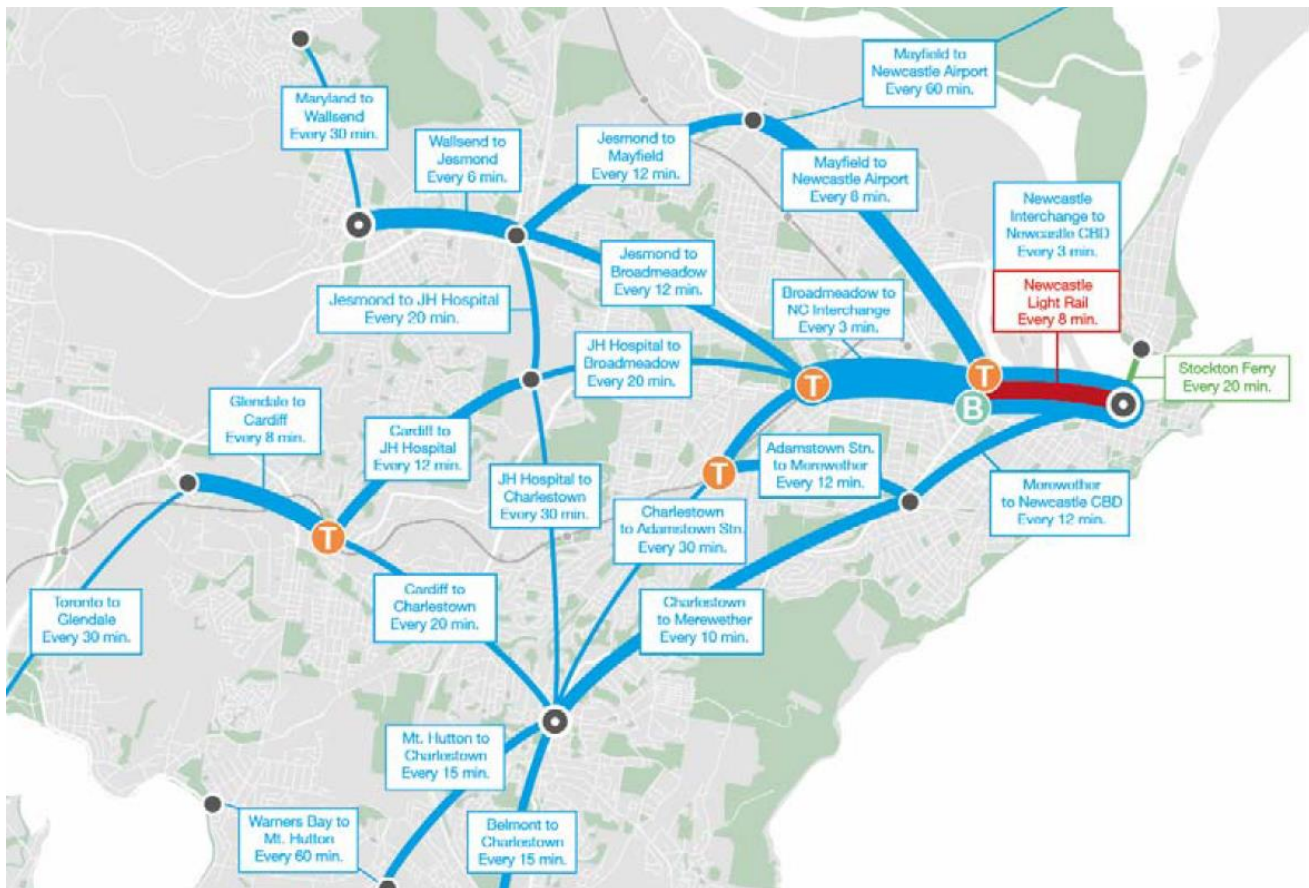 Mayfield to
Newcastle Airport
Every 60 min.
Maryland to
Wallsend
Every 30 min.
Wallsend to
Jesmond
Every 6 min.
Jesmond to
Mayfield
Every 12 min.
Mayfield to
Newcastle Airport
Every 8 min.
Newcastle
Interchange to
Newcastle CBD
Every 3 min.
Jesmond to
Broadmeadow
Every 12 min.
Broadmeadow to
NC Interchange
Every 3 min.
Newcastle
Light Rail
Every 8 min.
Jesmond to JH Hospital
Every 20 min.
JH Hospital to
Broadmeadow
Every 20 min.
Stockton Ferry
Every 20 min.
T
T
B
Glendale to
Cardiff
Every 8 min.
Cardiff to
JH Hospital
Every 12 min.
JH Hospital to
Charlestown
Every 30 min.
T
Adamstown Stn.
to Merewether
Every 12 min.
Merewether
to Newcastle CBD
Every 12 min.
Charlestown
to Adamstown Stn.
Every 30 min.
T
Toronto to
Glendale
Every 30 min.
Cardiff to
Charlestown
Every 20 min.
Charlestown
to Merewether
Every 10 min.
Mt. Hutton to
Charlestown
Every 15 min.
Warners Bay to
Mt. Hutton
Every 60 min.
Belmont to
Charlestown
Every 15 min.